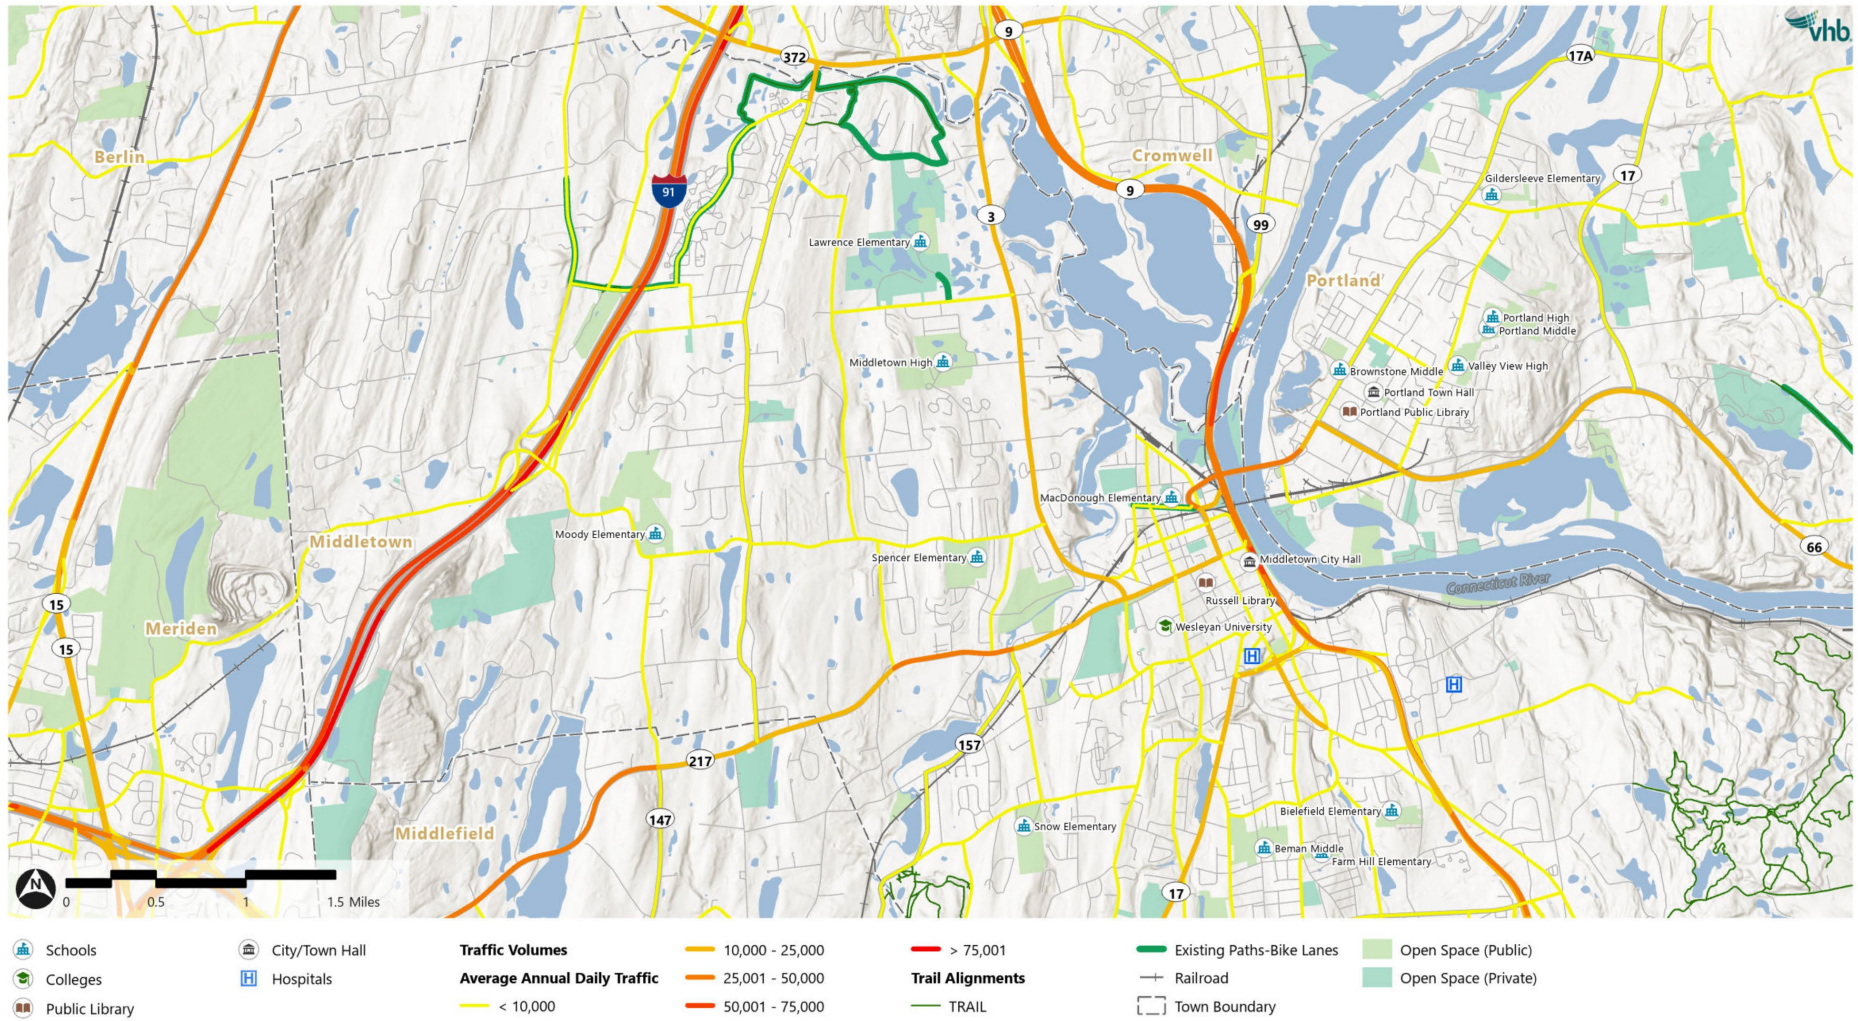 vhb
372
9
17A
Berlin
Cromwell
Gildersleeve Elementary
17
91
9
3
99
Lawrence Elementary
Portland
Portland High
Portland Middle
Middletown High
Brownstone Middle
Valley View High
Portland Town Hall
Portland Public Library
MacDonough Elementary
Moody Elementary
Middletown
Spencer Elementary
Middletown City Hall
66
Connecticut River
Russell Library
15
Meriden
Wesleyan University
15
H
H
157
217
147
Middlefield
Snow Elementary
Bielefield Elementary
Beman Middle
Farm Hill Elementary
17
N
0 0.5 1 1.5 Miles
Schools
Colleges
Public Library
City/Town Hall
H Hospitals
Traffic Volumes
Average Annual Daily Traffic
< 10,000
10,000 - 25,000
25,001 - 50,000
50,001 - 75,000
> 75,001
Trail Alignments
TRAIL
Existing Paths-Bike Lanes
Railroad
Town Boundary
Open Space (Public)
Open Space (Private)